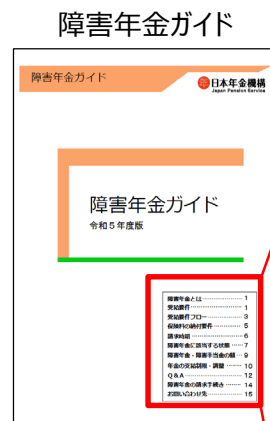 障害年金ガイド
障害年金ガイド
日本年金機構
Japan Pension Service
障害年金ガイド
令和5年度版
障害年金とは………………… 1
受給要件……………………… 1
受給要件フロー……………… 3
保険料の納付要件…………… 5
請求時期……………………… 6
障害年金に該当する状態…… 7
障害年金・障害手当金の額… 9
年金の支給制限・調整……… 10
Q&A………………………… 12
障害年金の請求手続き……… 14
お問い合わせ先……………… 15